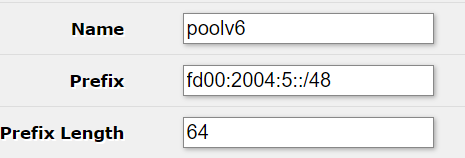 Name poolv6
Prefix fd00:2004:5::/48
Prefix Length 64